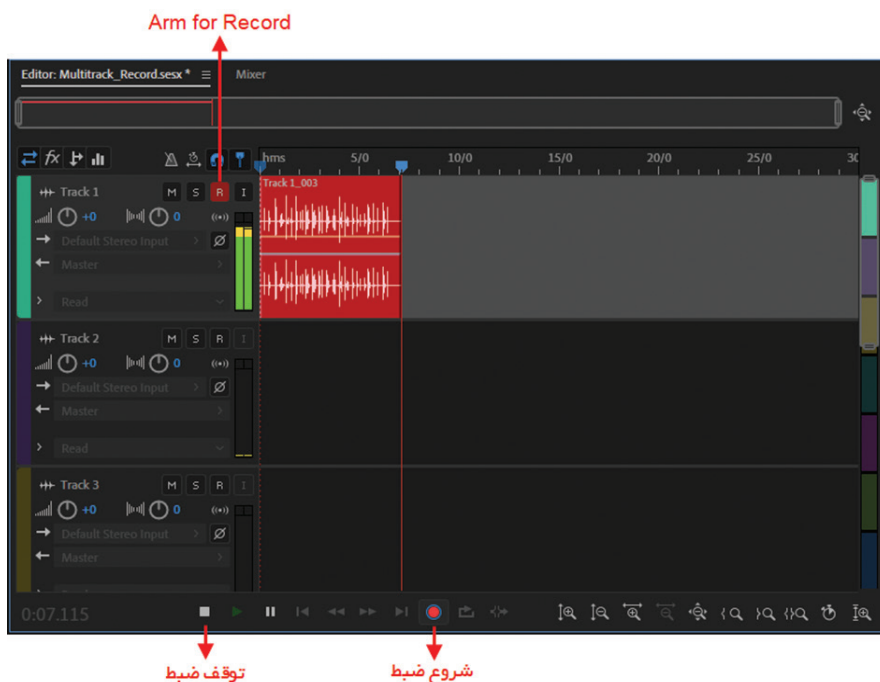 Arm for Record
Editor: Multitrack_Record.sesx * Mixer
hms 5/0 10/0 15/0 20/0 25/0 30
Track 1 M S R I
Track 1_003
+0 0
Default Stereo Input
Master
Read
Track 2 M S R I
+0 0
Default Stereo Input
Master
Read
Track 3 M S R I
+0 0
Default Stereo Input
Master
0:07.115
توقف ضبط
شروع ضبط